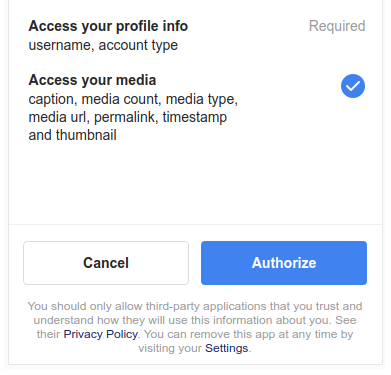 Access your profile info
Required
username, account type
Access your media
caption, media count, media type,
media url, permalink, timestamp
and thumbnail
Cancel
Authorize
You should only allow third-party applications that you trust and
understand how they will use this information about you. See
their Privacy Policy. You can remove this app at any time by
visiting your Settings.